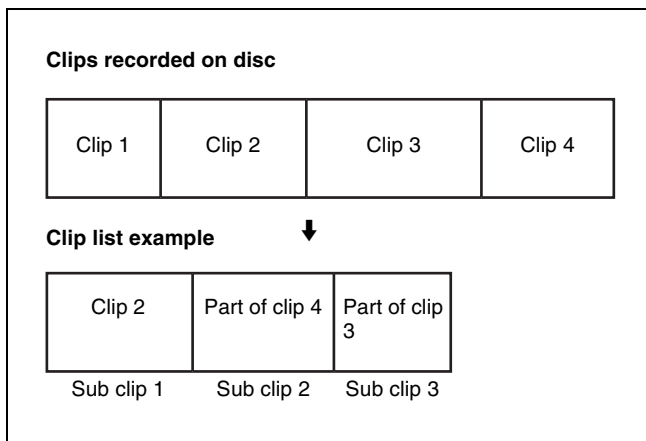 Clips recorded on disc
Clip 1 Clip 2 Clip 3 Clip 4
Clip list example
Clip 2 Part of clip 4 Part of clip
3
Sub clip 1 Sub clip 2 Sub clip 3